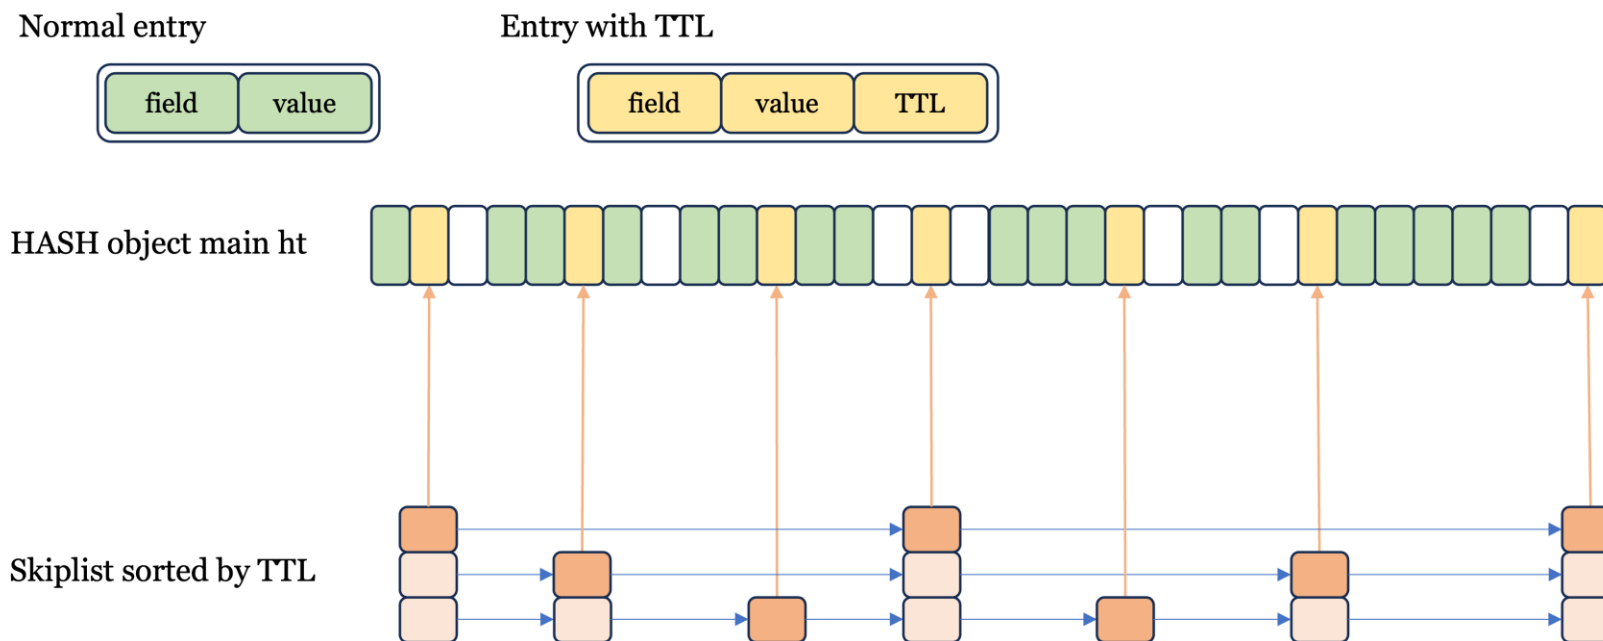 Normal entry
Entry with TTL
field value
field value TTL
HASH object main ht
Skiplist sorted by TTL